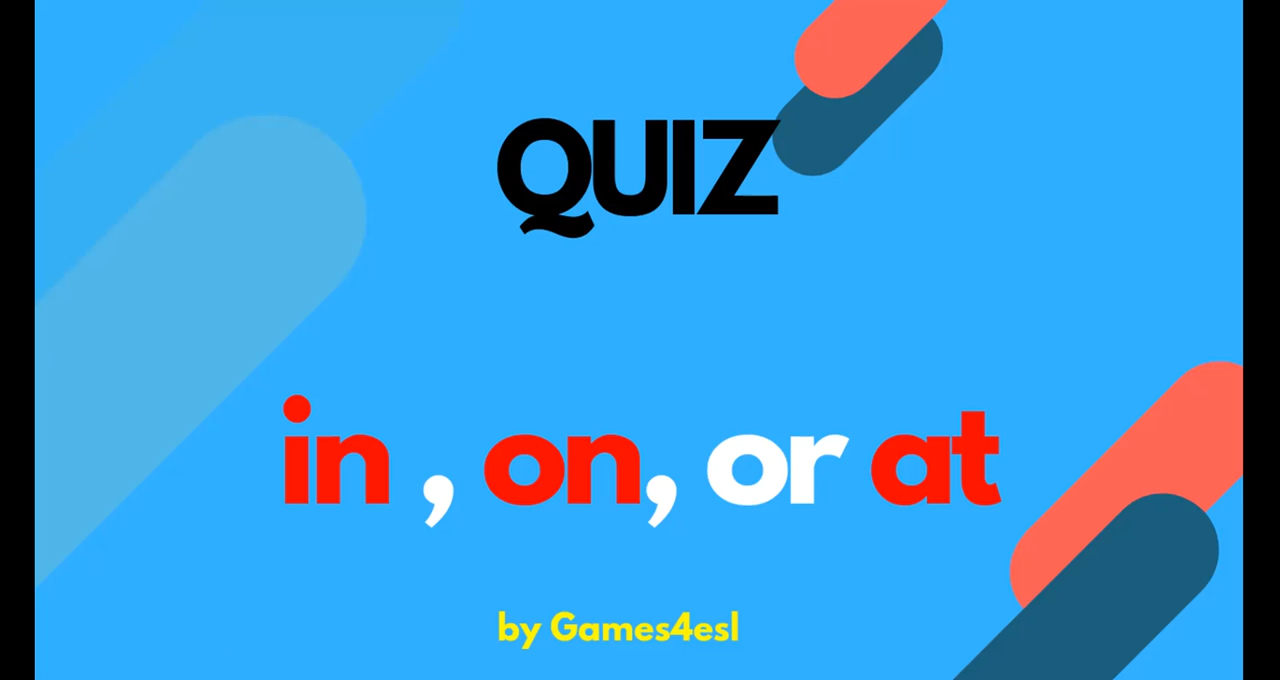 QUIZ
in , on, or at
by Games4esl